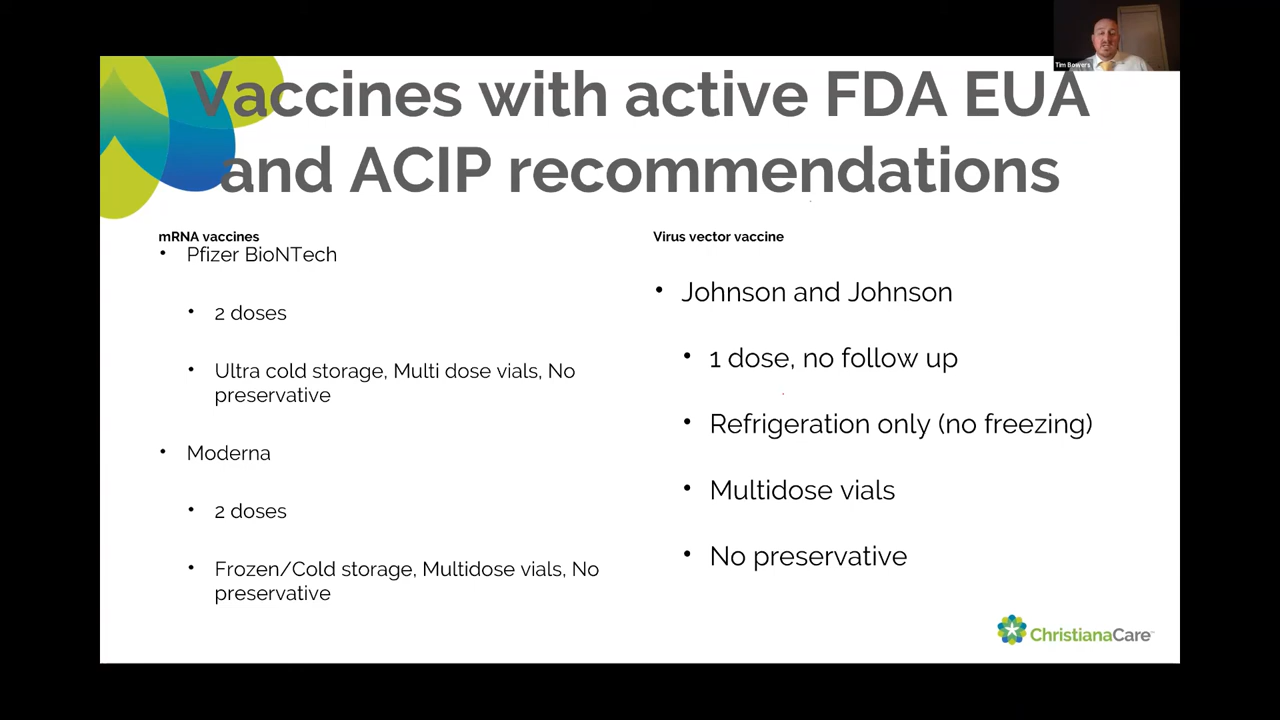 Tim Bowers
Vaccines with active FDA EUA
and ACIP recommendations
mRNA vaccines
• Pfizer BioNTech
• 2 doses
• Ultra cold storage, Multi dose vials, No
preservative
• Moderna
• 2 doses
• Frozen/Cold storage, Multidose vials, No
preservative
Virus vector vaccine
• Johnson and Johnson
• 1 dose, no follow up
• Refrigeration only (no freezing)
• Multidose vials
• No preservative
ChristianaCare™